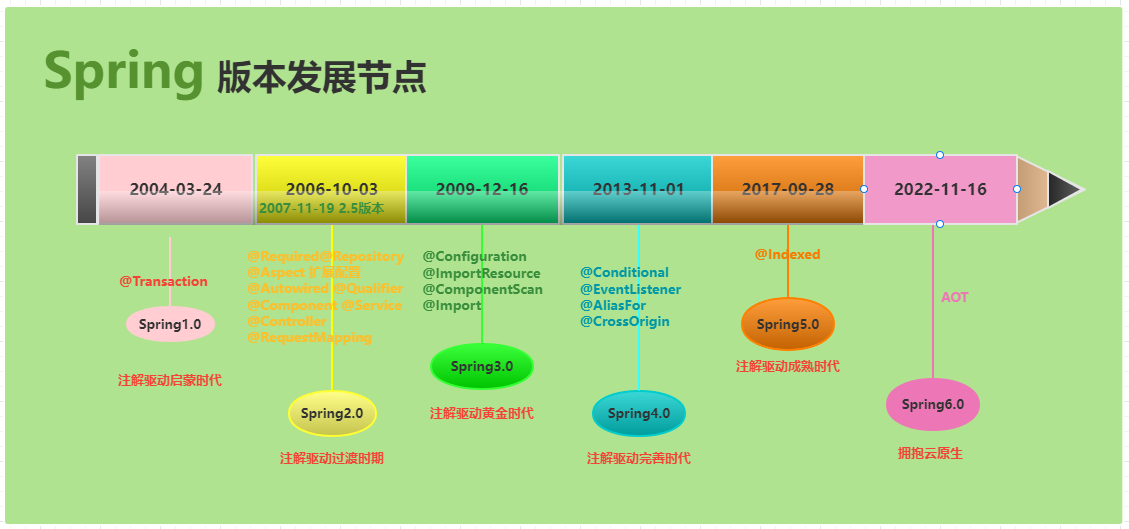 Spring 版本发展节点
2004-03-24
2006-10-03
2009-12-16
2013-11-01
2017-09-28
2022-11-16
2007-11-19 2.5版本
@Transaction
Spring1.0
注解驱动启蒙时代
@Required@Repository
@Aspect 扩展配置
@Autowired @Qualifier
@Component @Service
@Controller
@RequestMapping
Spring2.0
注解驱动过渡时期
@Configuration
@ImportResource
@ComponentScan
@Import
Spring3.0
注解驱动黄金时代
@Conditional
@EventListener
@AliasFor
@CrossOrigin
Spring4.0
注解驱动完善时代
@Indexed
Spring5.0
注解驱动成熟时代
AOT
Spring6.0
拥抱云原生